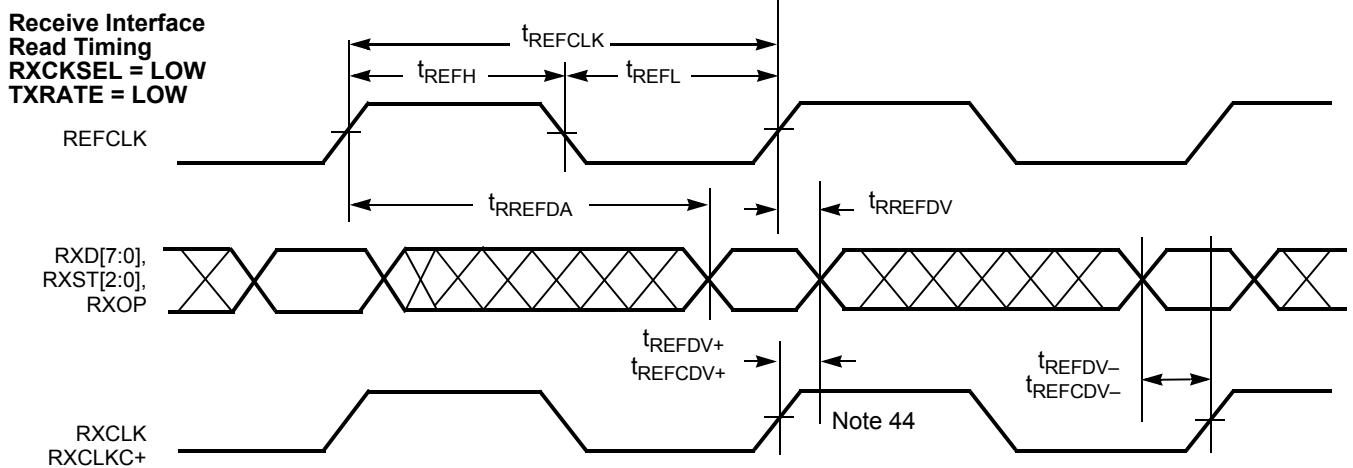 Receive Interface
Read Timing
RXCKSEL = LOW
TXRATE = LOW
tREFCLK
tREFH
tREFL
REFCLK
tRREFDA
tRREFDV
RXD[7:0],
RXST[2:0],
RXOP
tREFDV+
tREFCDV+
tREFDV–
tREFCDV–
Note 44
RXCLK
RXCLKC+